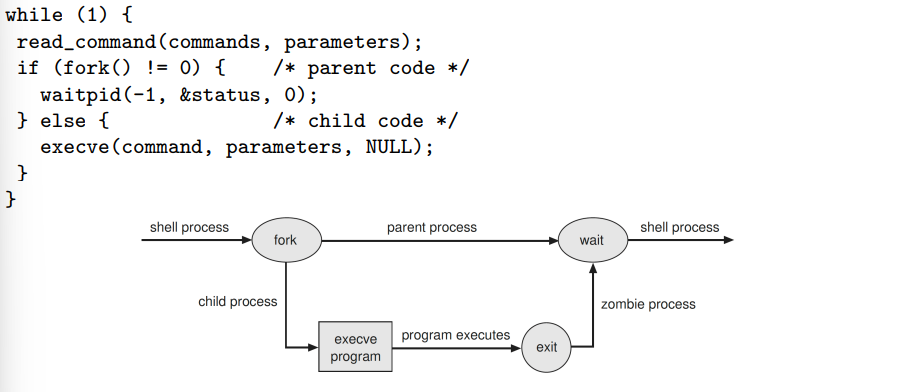 while (1) {
read_command(commands, parameters);
if (fork() != 0) { /* parent code */
waitpid(-1, &status, 0);
} else { /* child code */
execve(command, parameters, NULL);
}
}
shell process
fork
parent process
wait
shell process
child process
zombie process
execve
program
program executes
exit